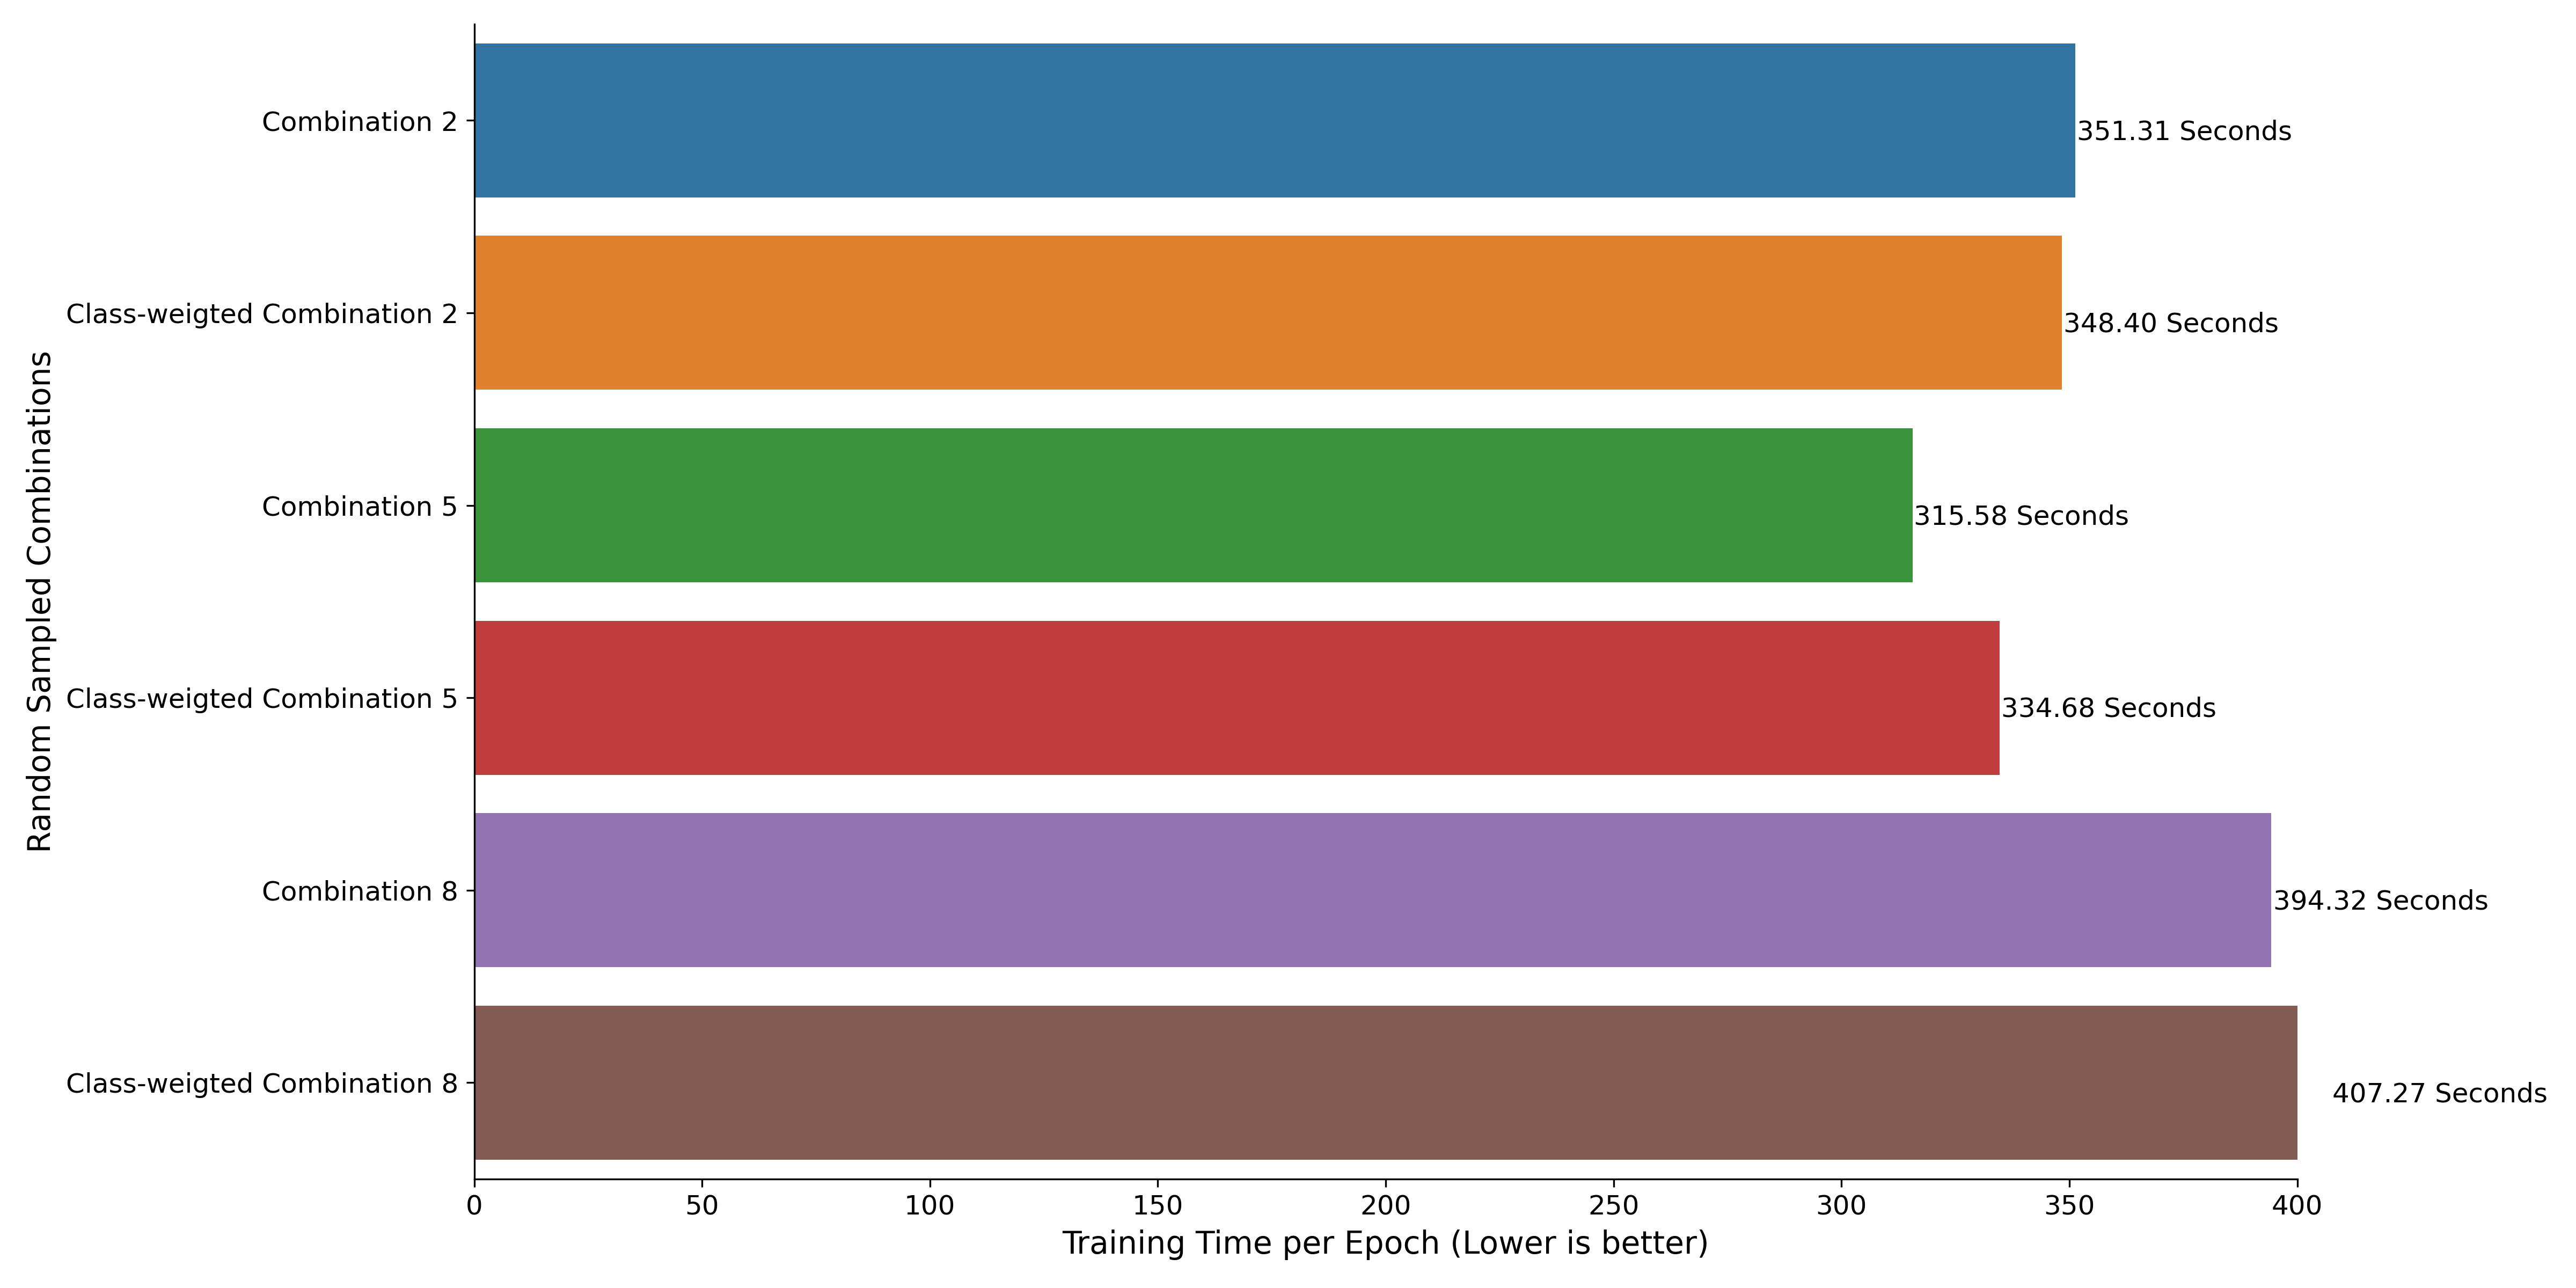 Random Sampled Combinations
Combination 2
351.31 Seconds
Class-weigted Combination 2
348.40 Seconds
Combination 5
315.58 Seconds
Class-weigted Combination 5
334.68 Seconds
Combination 8
394.32 Seconds
Class-weigted Combination 8
407.27 Seconds
0 50 100 150 200 250 300 350 400
Training Time per Epoch (Lower is better)